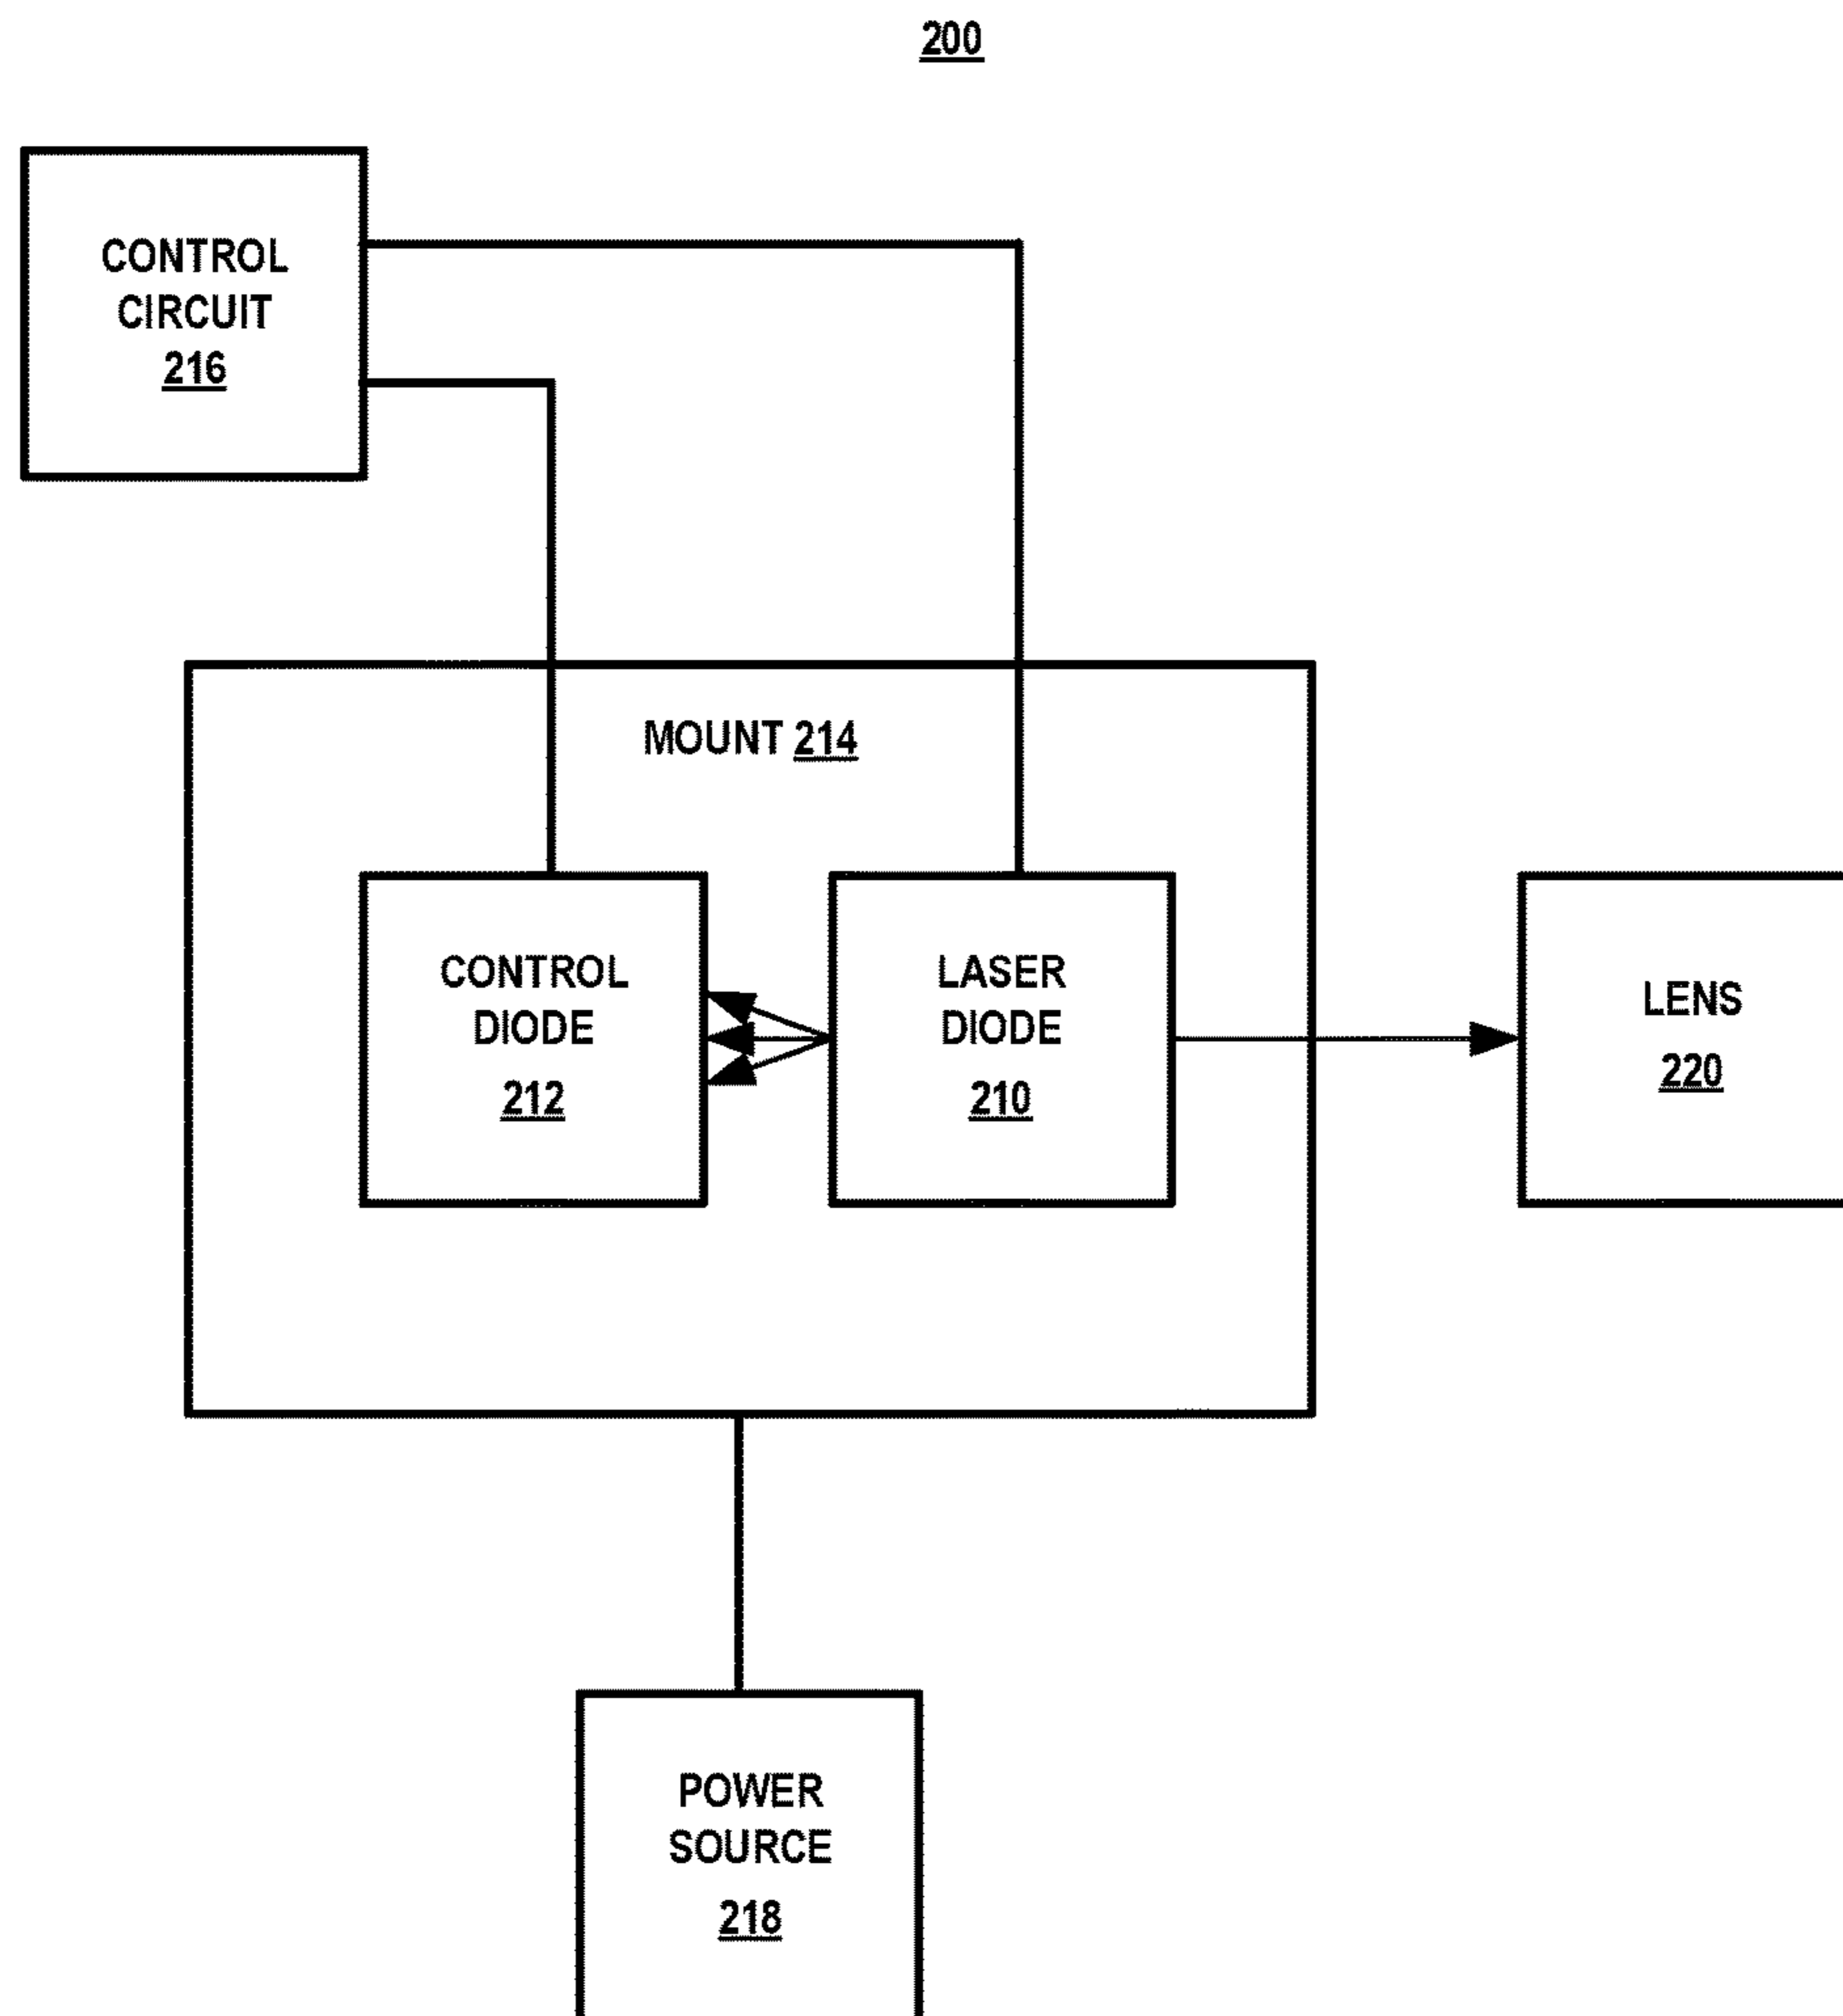 200
CONTROL
CIRCUIT
216
MOUNT 214
CONTROL
DIODE
212
LASER
DIODE
210
LENS
220
POWER
SOURCE
218